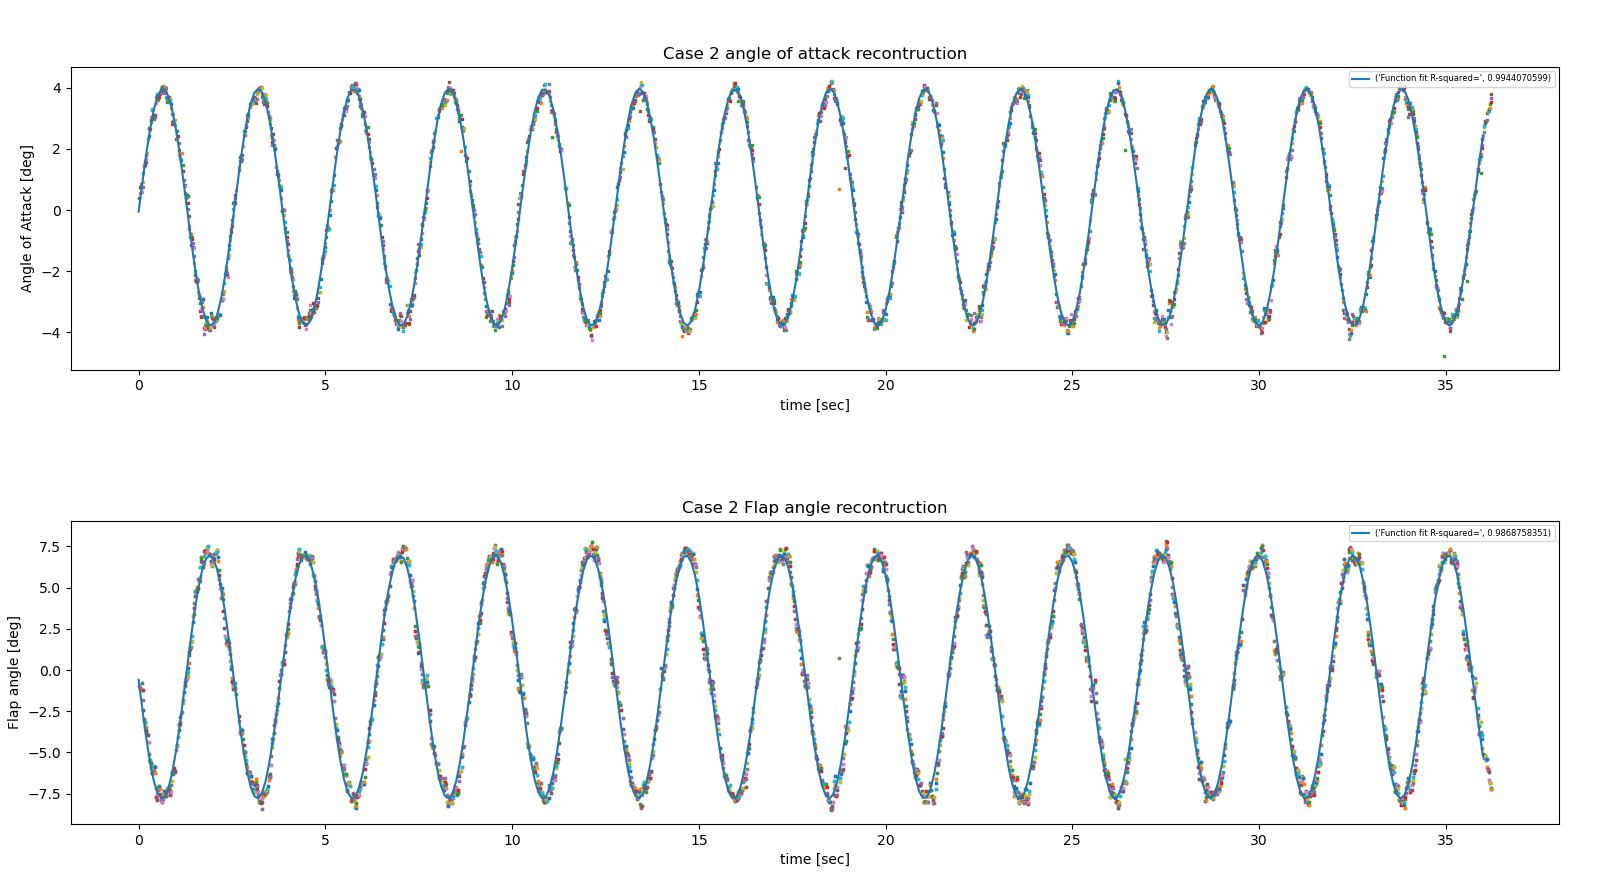 Case 2 angle of attack recontruction
('Function fit R-squared=', 0.9944070599)
Angle of Attack [deg]
4
2
0
−2
−4
0 5 10 15 20 25 30 35
time [sec]
Case 2 Flap angle recontruction
('Function fit R-squared=', 0.9868758351)
Flap angle [deg]
7.5
5.0
2.5
0.0
−2.5
−5.0
−7.5
0 5 10 15 20 25 30 35
time [sec]